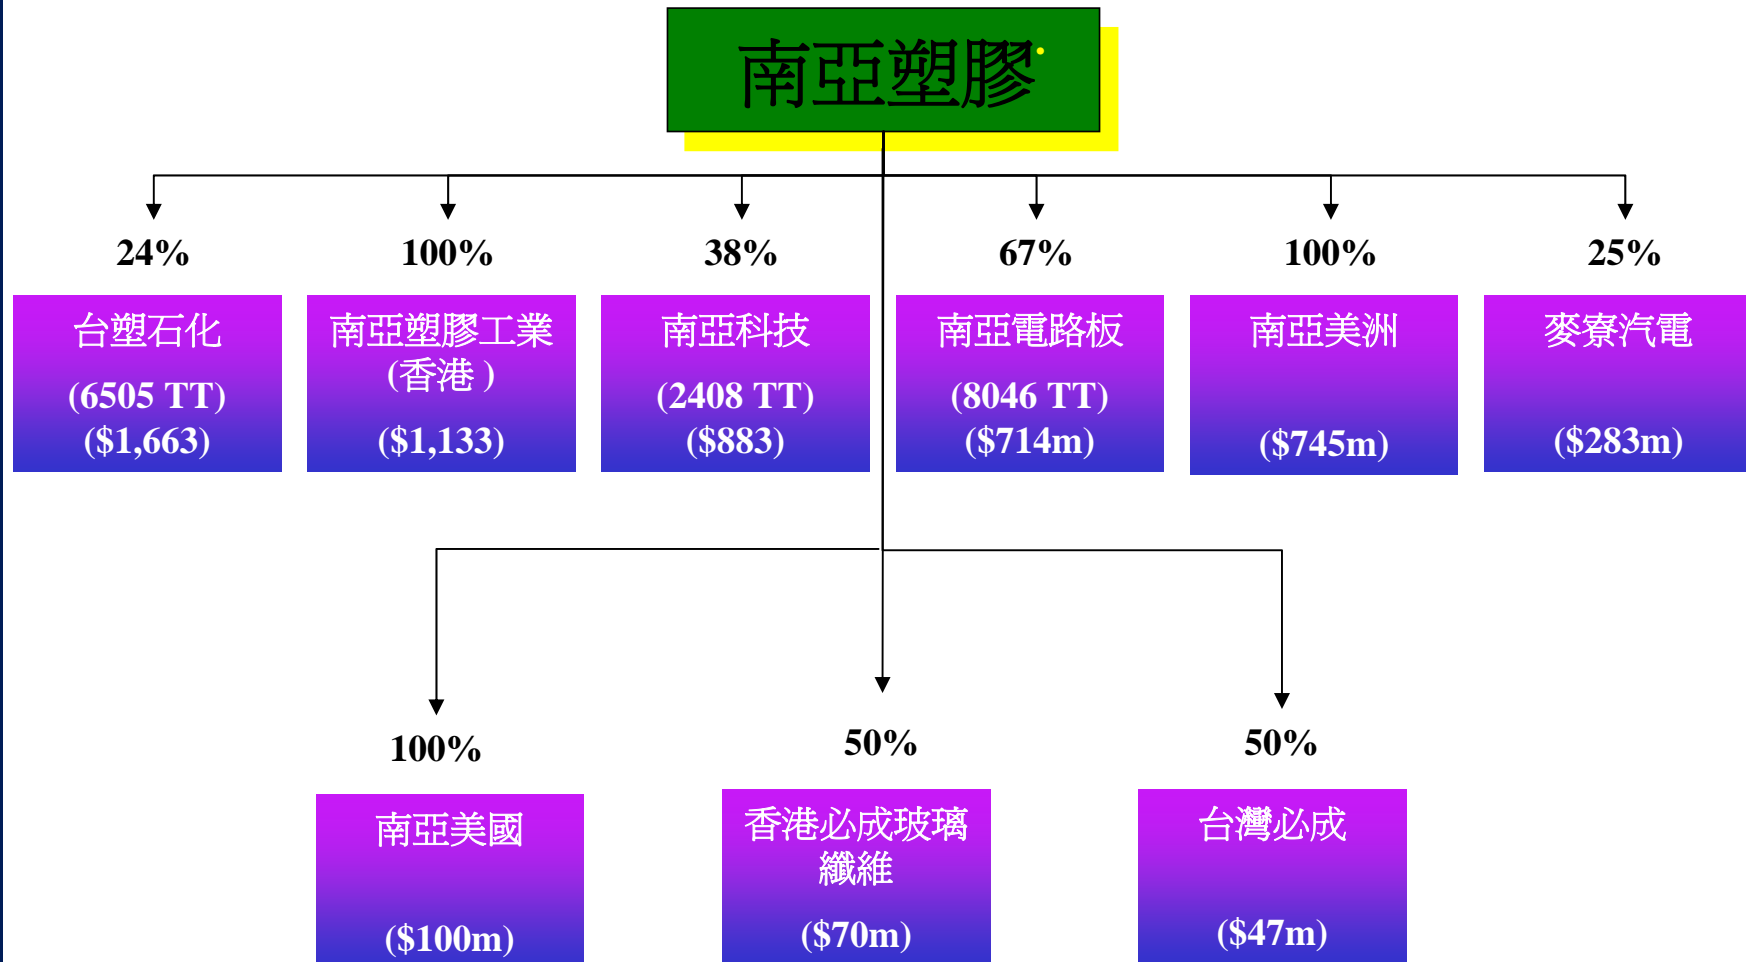 南亞塑膠
24%
100%
38%
67%
100%
25%
台塑石化
(6505 TT)
($1,663)
南亞塑膠工業
(香港 )
($1,133)
南亞科技
(2408 TT)
($883)
南亞電路板
(8046 TT)
($714m)
南亞美洲
($745m)
麥寮汽電
($283m)
100%
50%
50%
南亞美國
($100m)
香港必成玻璃
纖維
($70m)
台灣必成
($47m)